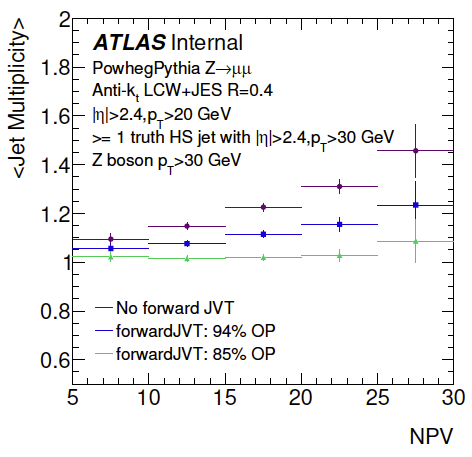 <Jet Multiplicity>
2
1.8
1.6
1.4
1.2
1
0.8
0.6
ATLAS Internal
PowhegPythia Z→μμ
Anti-kt LCW+JES R=0.4
|η|>2.4,pT>20 GeV
>= 1 truth HS jet with |η|>2.4,pT>30 GeV
Z boson pT>30 GeV
No forward JVT
forwardJVT: 94% OP
forwardJVT: 85% OP
5 10 15 20 25 30
NPV